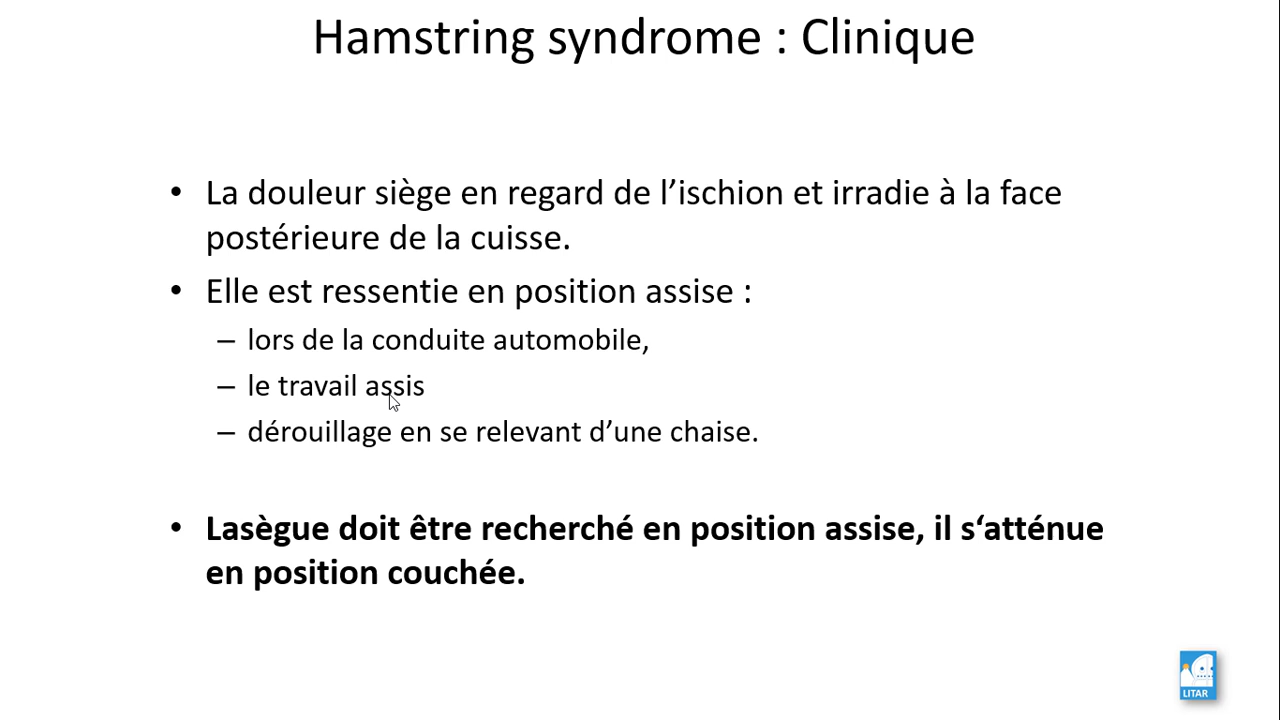 Hamstring syndrome : Clinique
• La douleur siège en regard de l’ischion et irradie à la face
postérieure de la cuisse.
• Elle est ressentie en position assise :
– lors de la conduite automobile,
– le travail assis
– dérouillage en se relevant d’une chaise.
• Lasègue doit être recherché en position assise, il s‘atténue
en position couchée.
LITAR